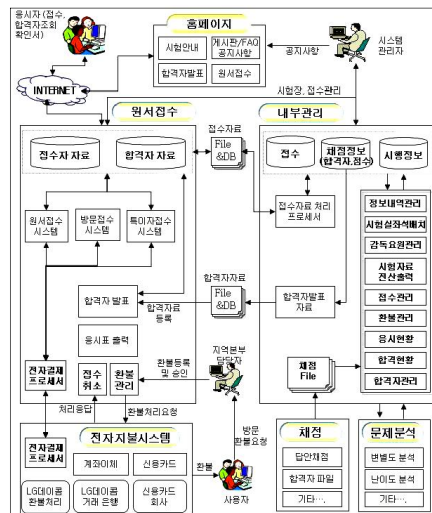 응시자 (접수,
합격자조회
확인서)
홈페이지
시험안내
게시판/FAQ
공지사항
합격자발표
원서접수
공지사항
시스템
관리자
INTERNET
시험장, 접수관리
원서접수
접수자 자료
합격자 자료
원서접수
시스템
방문접수
시스템
특이자접수
시스템
합격자 발표
응시표 출력
전자결제
프로세서
접수
취소
환불
관리
접수자료
File
&DB
합격자자료
File
&DB
합격자료
등록
환불등록
및 승인
지역본부
담당자
내부관리
접수
채점정보
(합격자,점수)
시행정보
접수자료 처리
프로세서
합격자발표
자료
채점
File
정보내역관리
시험실좌석배치
감독요원관리
시험자료
전산출력
접수관리
환불관리
응시현황
합격현황
합격자관리
처리응답
환불처리요청
전자지불시스템
전자결제
프로세서
계좌이체
신용카드
LG데이콤
환불처리
LG데이콤
거래 은행
신용카드
회사
환불
방문
환불요청
사용자
채점
답안채점
합격자 파일
기타…,
문제분석
변별도 분석
난이도 분석
기타…,